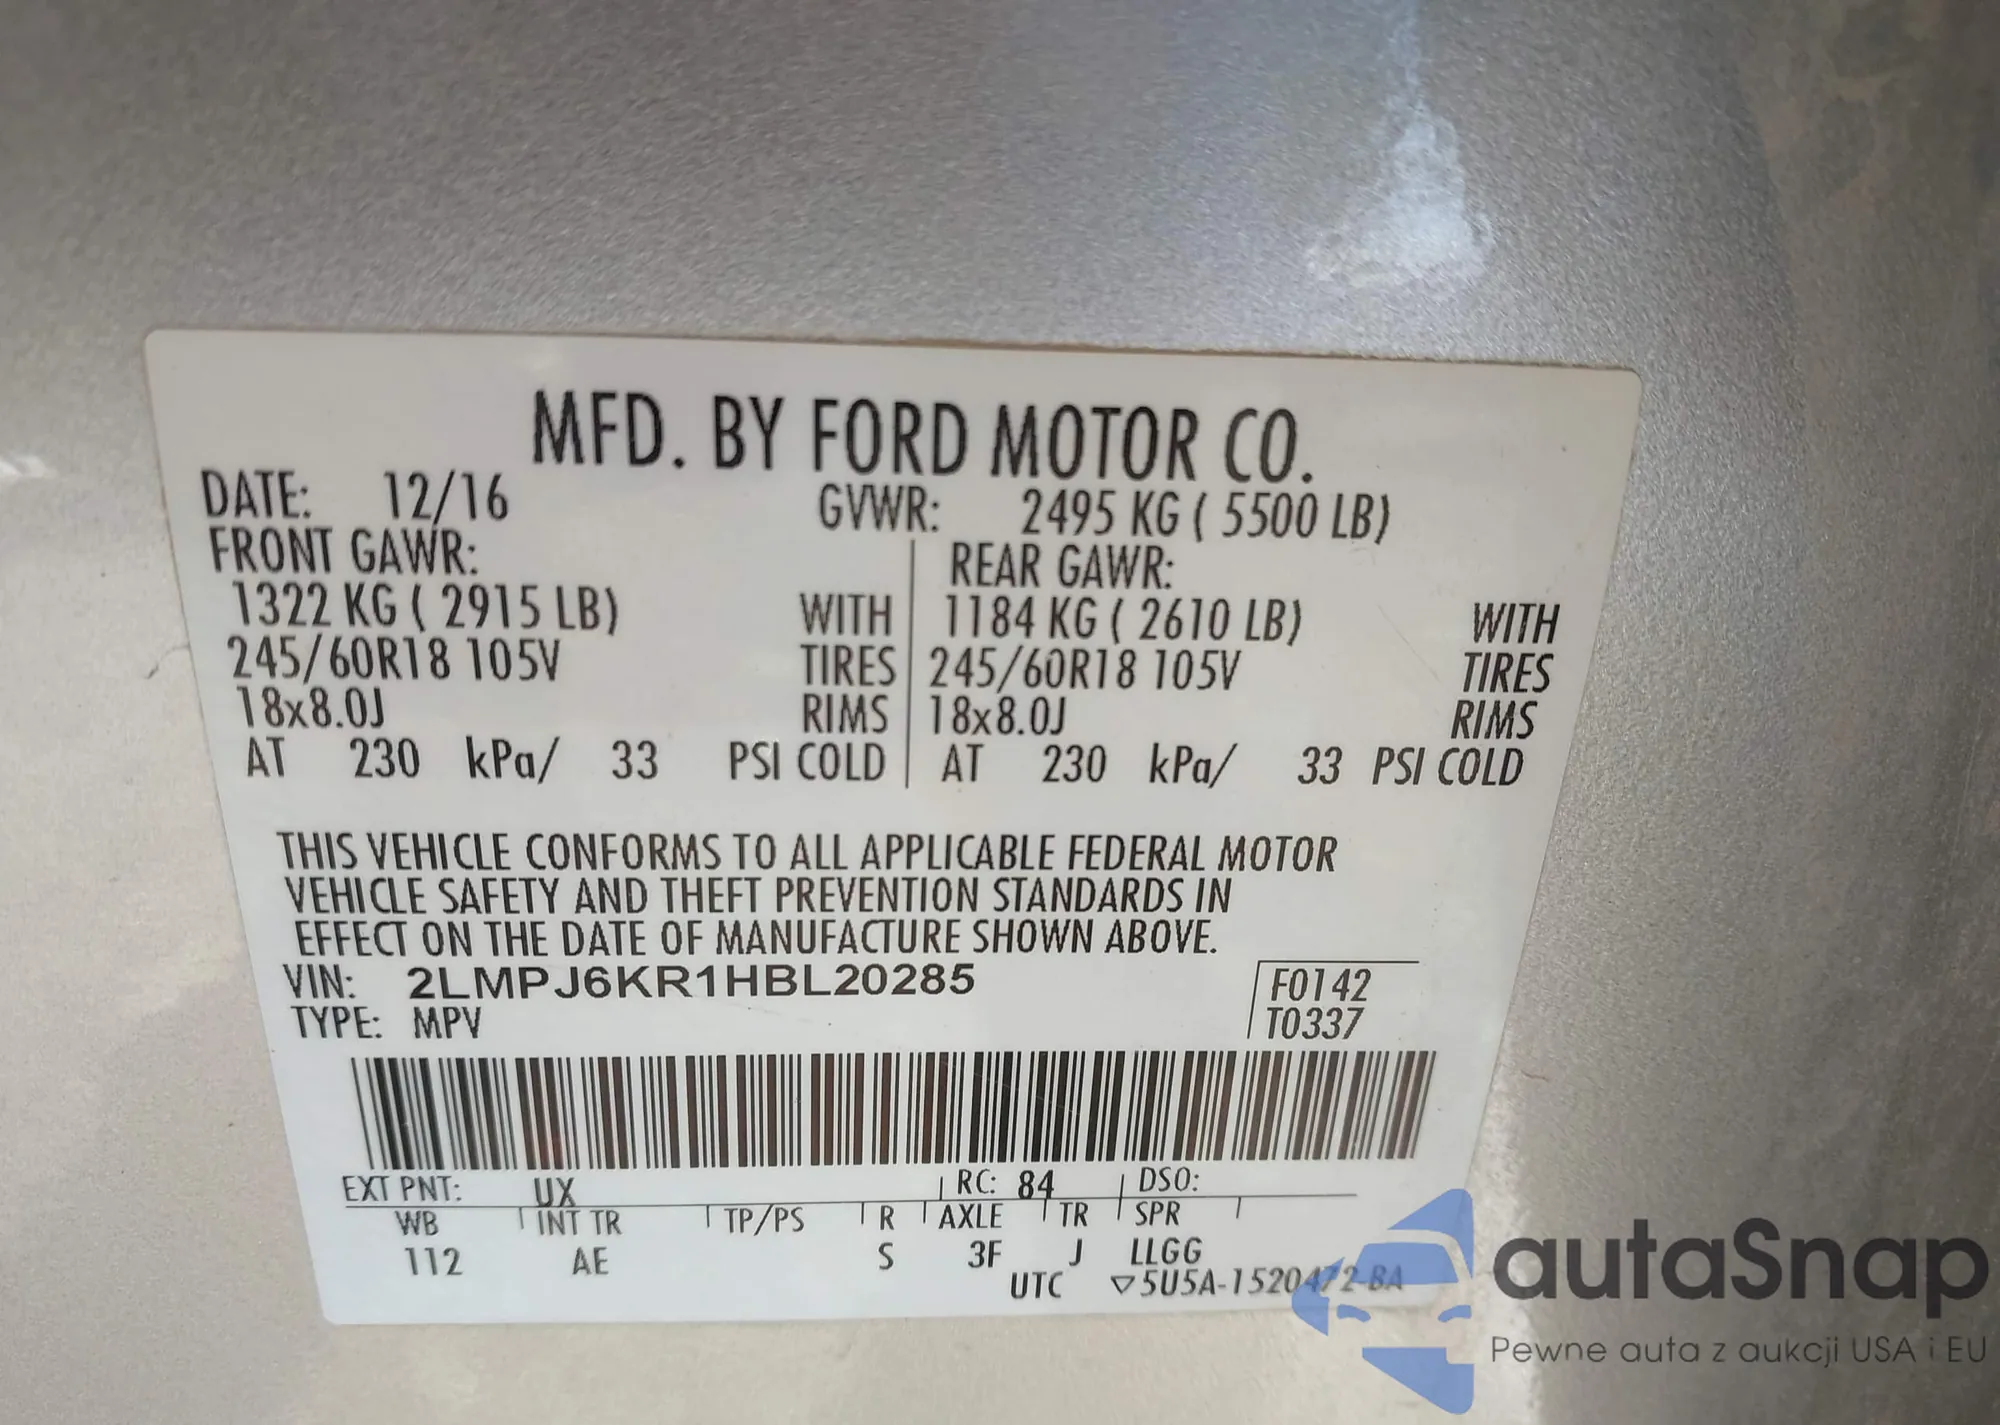 MFD. BY FORD MOTOR CO.
DATE: 12/16 GVWR: 2495 KG ( 5500 LB)
FRONT GAWR: REAR GAWR:
1322 KG ( 2915 LB) WITH 1184 KG ( 2610 LB) WITH
245/60R18 105V TIRES 245/60R18 105V TIRES
18x8.0J RIMS 18x8.0J RIMS
AT 230 kPa/ 33 PSI COLD AT 230 kPa/ 33 PSI COLD
THIS VEHICLE CONFORMS TO ALL APPLICABLE FEDERAL MOTOR
VEHICLE SAFETY AND THEFT PREVENTION STANDARDS IN
EFFECT ON THE DATE OF MANUFACTURE SHOWN ABOVE.
VIN: 2LMPJ6KR1HBL20285 F0142
TYPE: MPV T0337
EXT PNT: UX RC: 84 DSO:
WB INT TR TP/PS R AXLE TR SPR
112 AE S 3F J LLGG
UTC ▽5U5A-1520472-BA
autaSnap
Pewne auta z aukcji USA i EU